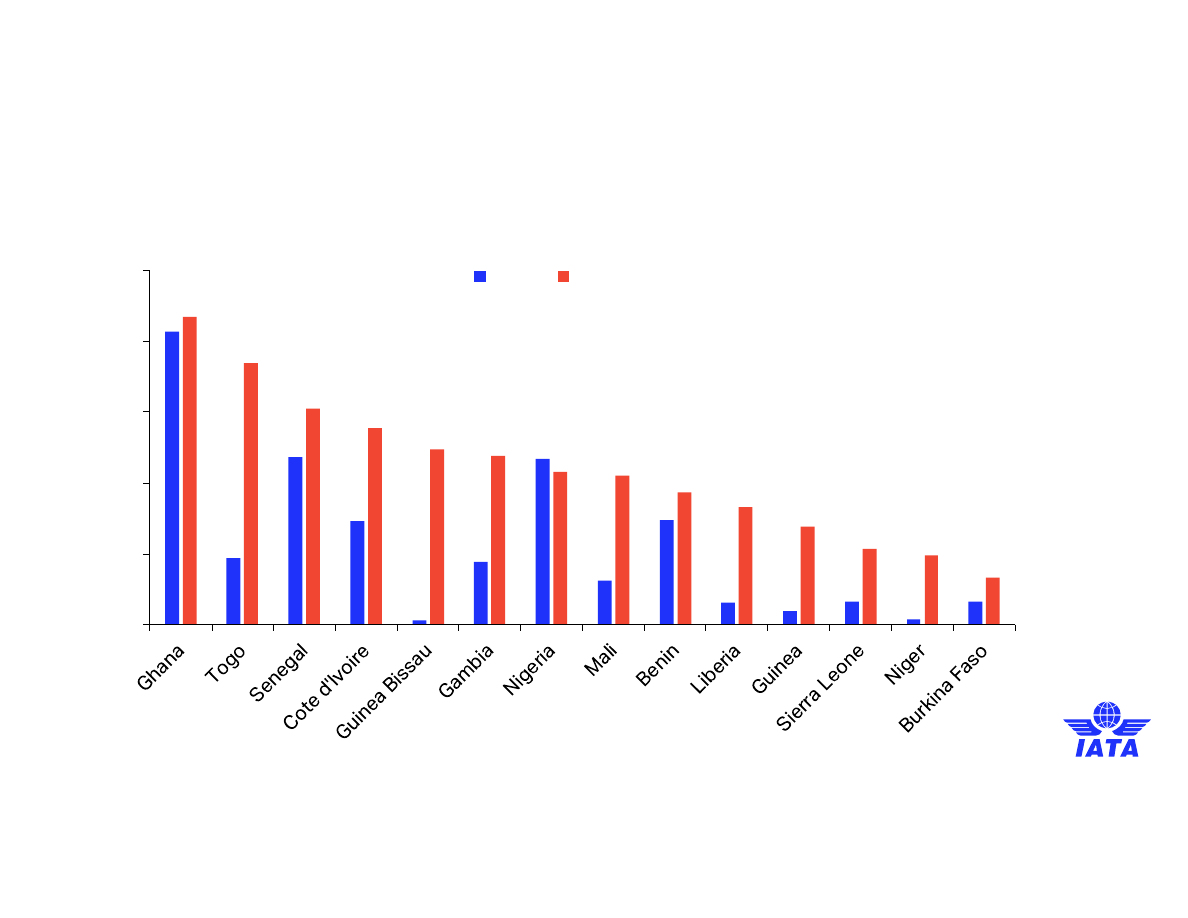 Ghana
Togo
Senegal
Cote d'Ivoire
Guinea Bissau
Gambia
Nigeria
Mali
Benin
Liberia
Guinea
Sierra Leone
Niger
Burkina Faso
IATA